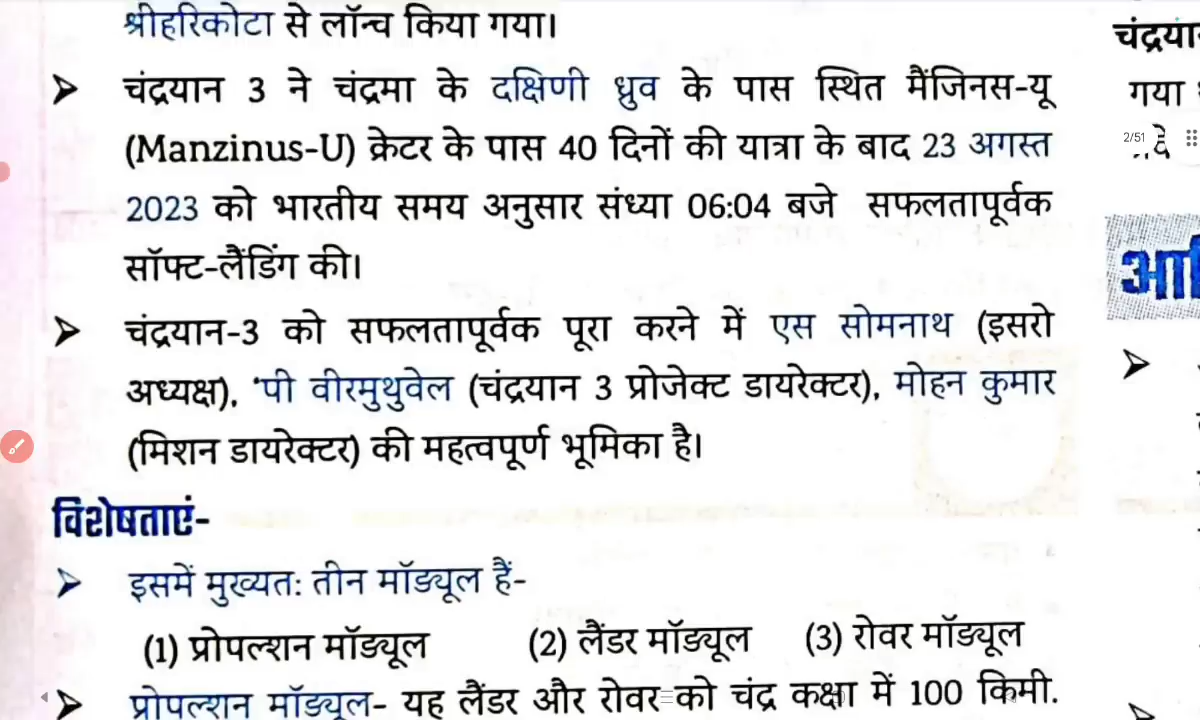 श्रीहरिकोटा से लॉन्च किया गया।
चंद्रयान 3 ने चंद्रमा के दक्षिणी ध्रुव के पास स्थित मैंजिनस-यू
(Manzinus-U) क्रेटर के पास 40 दिनों की यात्रा के बाद 23 अगस्त
2023 को भारतीय समय अनुसार संध्या 06:04 बजे सफलतापूर्वक
सॉफ्ट-लैंडिंग की।
चंद्रयान-3 को सफलतापूर्वक पूरा करने में एस सोमनाथ (इसरो
अध्यक्ष), 'पी वीरमुथुवेल (चंद्रयान 3 प्रोजेक्ट डायरेक्टर), मोहन कुमार
(मिशन डायरेक्टर) की महत्वपूर्ण भूमिका है।
विशेषताएं-
इसमें मुख्यत: तीन मॉड्यूल हैं-
(1) प्रोपल्शन मॉड्यूल (2) लैंडर मॉड्यूल (3) रोवर मॉड्यूल
प्रोपल्शन मॉड्यूल- यह लैंडर और रोवर को चंद्र कक्षा में 100 किमी.
गया
2/51